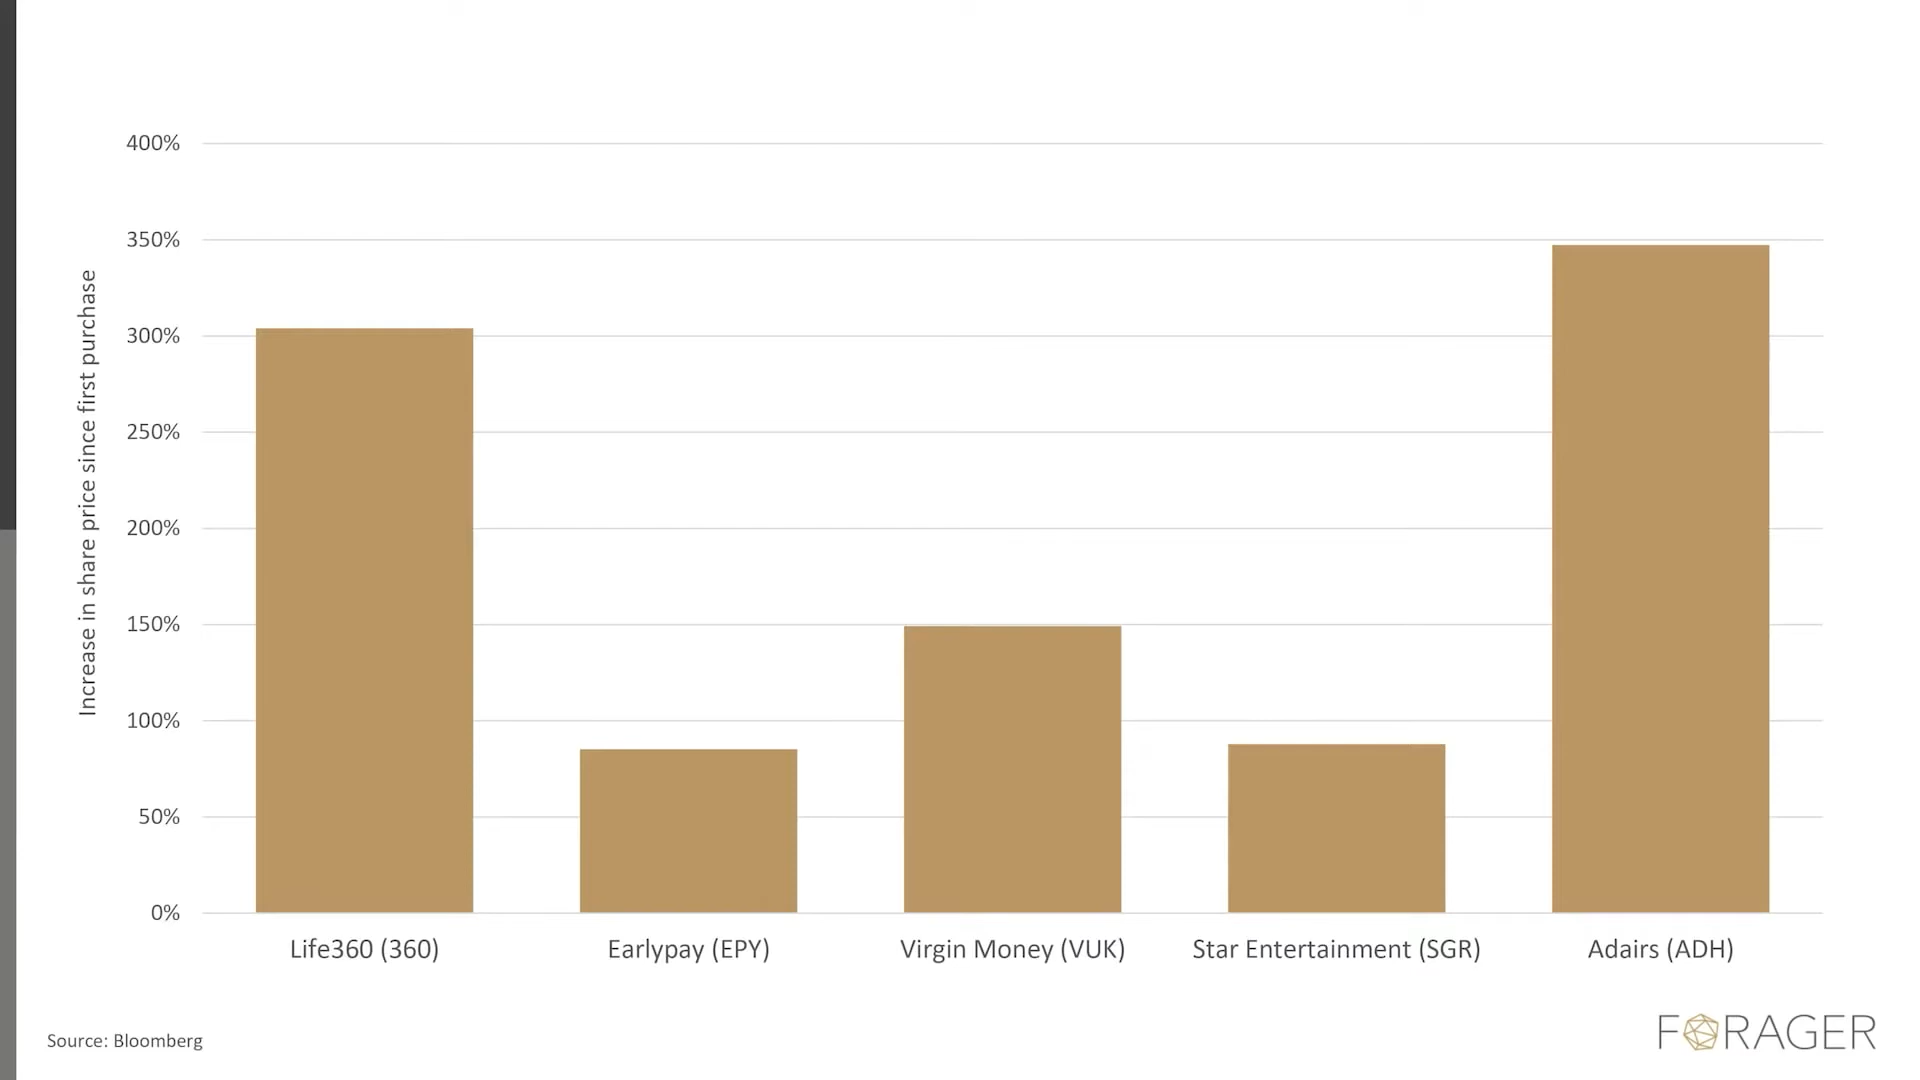 400%
350%
300%
250%
200%
150%
100%
50%
0%
Increase in share price since first purchase
Life360 (360)
Earlypay (EPY)
Virgin Money (VUK)
Star Entertainment (SGR)
Adairs (ADH)
Source: Bloomberg
FORAGER